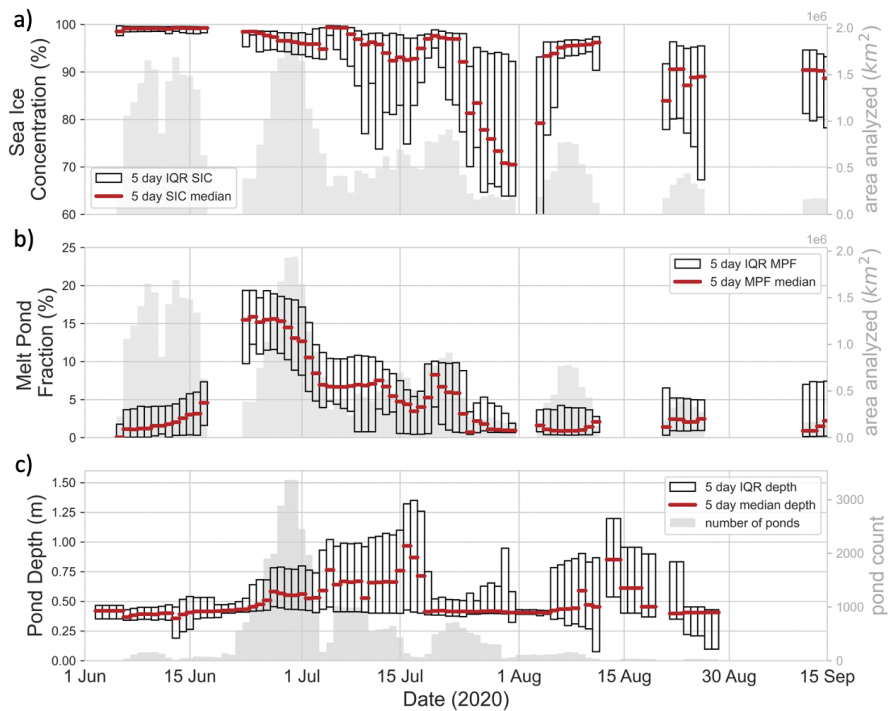 a)
1e6
100
90
80
70
60
Sea Ice
Concentration (%)
5 day IQR SIC
5 day SIC median
2.0
1.5
1.0
0.5
0.0
area analyzed (km²)
b)
1e6
25
20
15
10
5
0
Melt Pond
Fraction (%)
5 day IQR MPF
5 day MPF median
2.0
1.5
1.0
0.5
0.0
area analyzed (km²)
c)
1.50
1.25
1.00
0.75
0.50
0.25
0.00
Pond Depth (m)
5 day IQR depth
5 day median depth
number of ponds
3000
2000
1000
0
pond count
1 Jun
15 Jun
1 Jul
15 Jul
1 Aug
15 Aug
30 Aug
15 Sep
Date (2020)